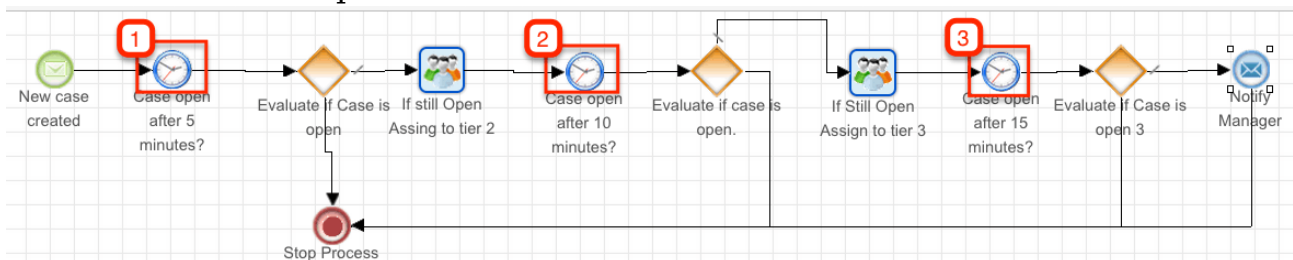 1
2
3
New case
created
Case open
after 5
minutes?
Evaluate if Case is
open
If still Open
Assing to tier 2
Case open
after 10
minutes?
Evaluate if case is
open.
If Still Open
Assign to tier 3
Case open
after 15
minutes?
Evaluate if Case is
open 3
Notify
Manager
Stop Process